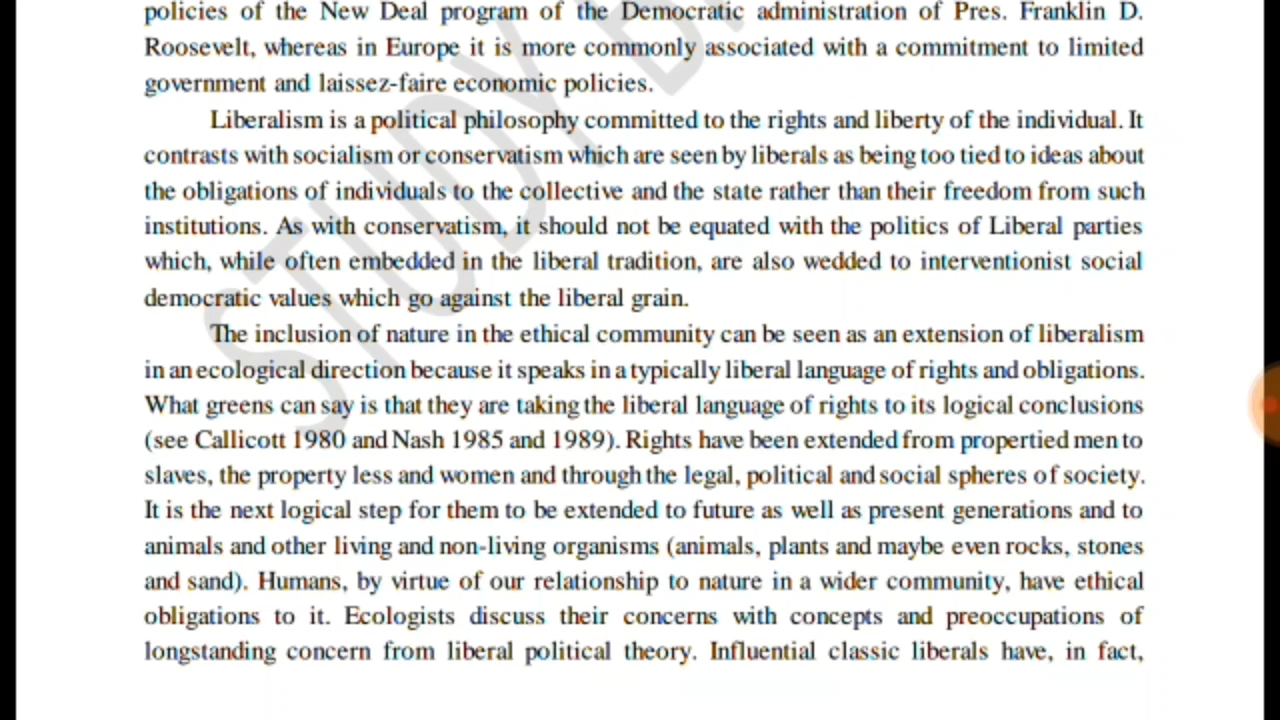 policies of the New Deal program of the Democratic administration of Pres. Franklin D.
Roosevelt, whereas in Europe it is more commonly associated with a commitment to limited
government and laissez-faire economic policies.
Liberalism is a political philosophy committed to the rights and liberty of the individual. It
contrasts with socialism or conservatism which are seen by liberals as being too tied to ideas about
the obligations of individuals to the collective and the state rather than their freedom from such
institutions. As with conservatism, it should not be equated with the politics of Liberal parties
which, while often embedded in the liberal tradition, are also wedded to interventionist social
democratic values which go against the liberal grain.
The inclusion of nature in the ethical community can be seen as an extension of liberalism
in an ecological direction because it speaks in a typically liberal language of rights and obligations.
What greens can say is that they are taking the liberal language of rights to its logical conclusions
(see Callicott 1980 and Nash 1985 and 1989). Rights have been extended from propertied men to
slaves, the property less and women and through the legal, political and social spheres of society.
It is the next logical step for them to be extended to future as well as present generations and to
animals and other living and non-living organisms (animals, plants and maybe even rocks, stones
and sand). Humans, by virtue of our relationship to nature in a wider community, have ethical
obligations to it. Ecologists discuss their concerns with concepts and preoccupations of
longstanding concern from liberal political theory. Influential classic liberals have, in fact,
STUDY